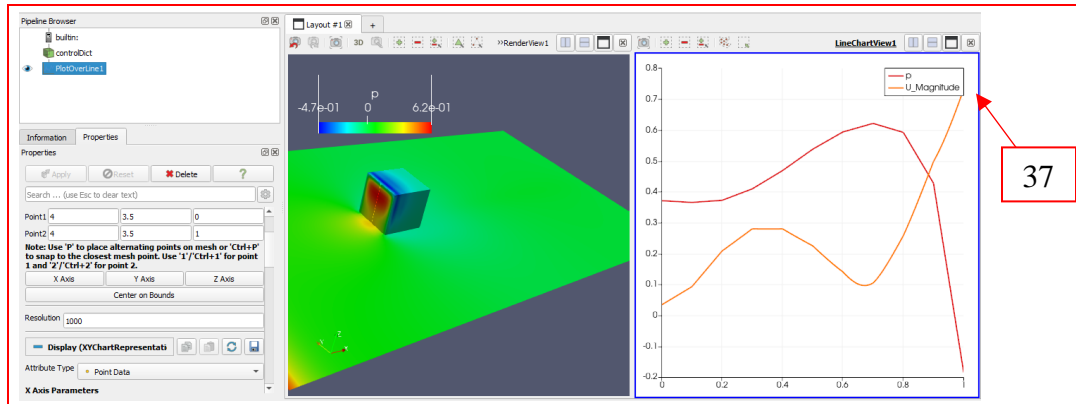 Pipeline Browser
builtin:
controlDict
PlotOverLine1
Information Properties
Properties
Apply Reset Delete ?
Search ... (use Esc to clear text)
Point1 4 3.5 0
Point2 4 3.5 1
Note: Use 'P' to place alternating points on mesh or 'Ctrl+P'
to snap to the closest mesh point. Use '1'/'Ctrl+1' for point
1 and '2'/'Ctrl+2' for point 2.
X Axis Y Axis Z Axis
Center on Bounds
Resolution 1000
Display (XYChartRepresentati
Attribute Type Point Data
X Axis Parameters
Layout #1 +
3D »RenderView1
p
-4.7e-01 0 6.2e-01
Z
LineChartView1
p
U_Magnitude
0.8
0.7
0.6
0.5
0.4
0.3
0.2
0.1
0
-0.1
-0.2
0 0.2 0.4 0.6 0.8 1
37